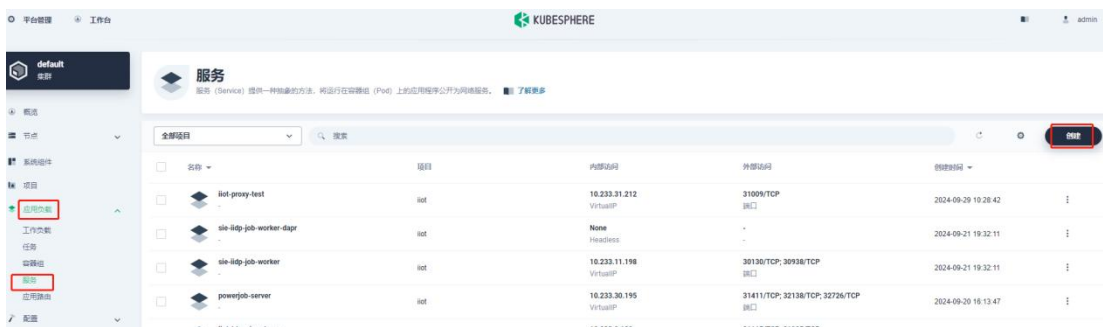 平台管理 工作台
KUBESPHERE
admin
default
集群
概览
节点
系统组件
项目
应用负载
工作负载
任务
容器组
服务
应用路由
配置
服务
服务 (Service) 提供一种抽象的方法，将运行在容器组 (Pod) 上的应用程序公开为网络服务。 了解更多
全部项目 搜索 创建
名称 项目 内部访问 外部访问 创建时间
iiot-proxy-test iiot 10.233.31.212 31009/TCP 2024-09-29 10:28:42
- VirtualIP 端口
sie-iidp-job-worker-dapr iiot None - 2024-09-21 19:32:11
- Headless -
sie-iidp-job-worker iiot 10.233.11.198 30130/TCP; 30938/TCP 2024-09-21 19:32:11
- VirtualIP 端口
powerjob-server iiot 10.233.30.195 31411/TCP; 32138/TCP; 32726/TCP 2024-09-20 16:13:47
- VirtualIP 端口